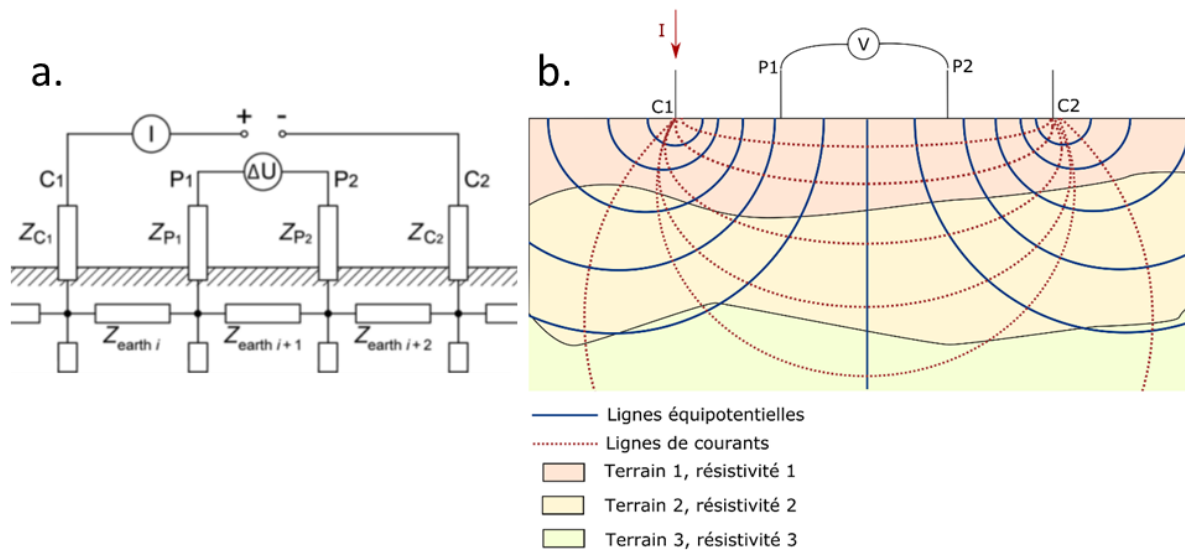 a.
I
+ -
ΔU
C1 P1 P2 C2
ZC1 ZP1 ZP2 ZC2
Zearth i Zearth i+1 Zearth i+2
b.
I
V
P1 P2
C1 C2
Lignes équipotentielles
Lignes de courants
Terrain 1, résistivité 1
Terrain 2, résistivité 2
Terrain 3, résistivité 3